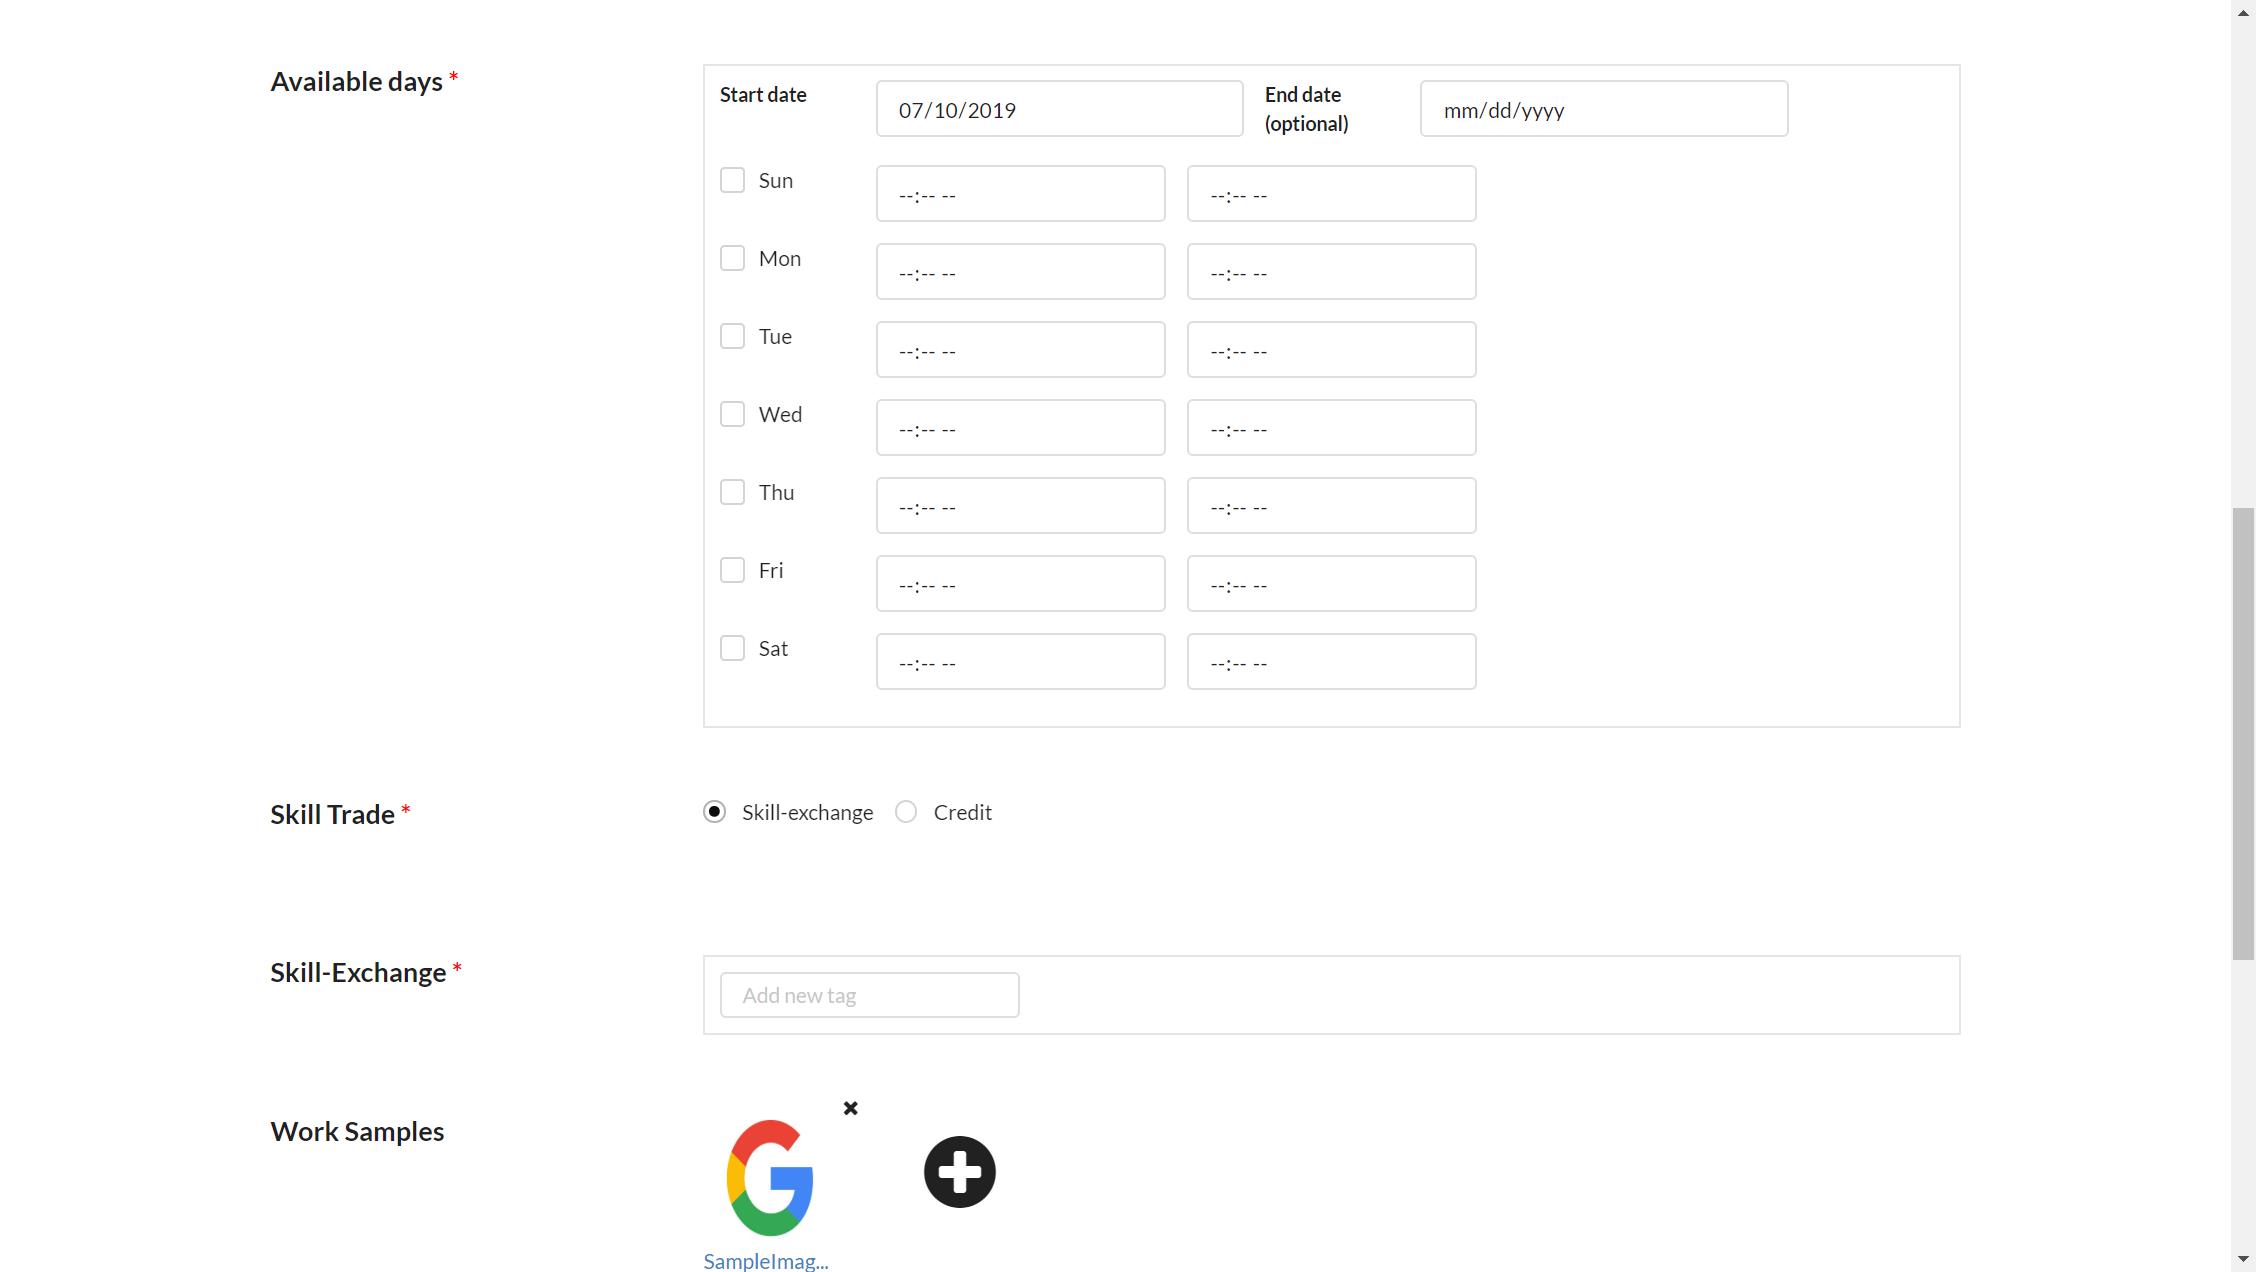 Available days *
Start date
07/10/2019
End date
(optional)
mm/dd/yyyy
Sun
--:-- --
--:-- --
Mon
--:-- --
--:-- --
Tue
--:-- --
--:-- --
Wed
--:-- --
--:-- --
Thu
--:-- --
--:-- --
Fri
--:-- --
--:-- --
Sat
--:-- --
--:-- --
Skill Trade *
Skill-exchange
Credit
Skill-Exchange *
Add new tag
Work Samples
G
SampleImag...